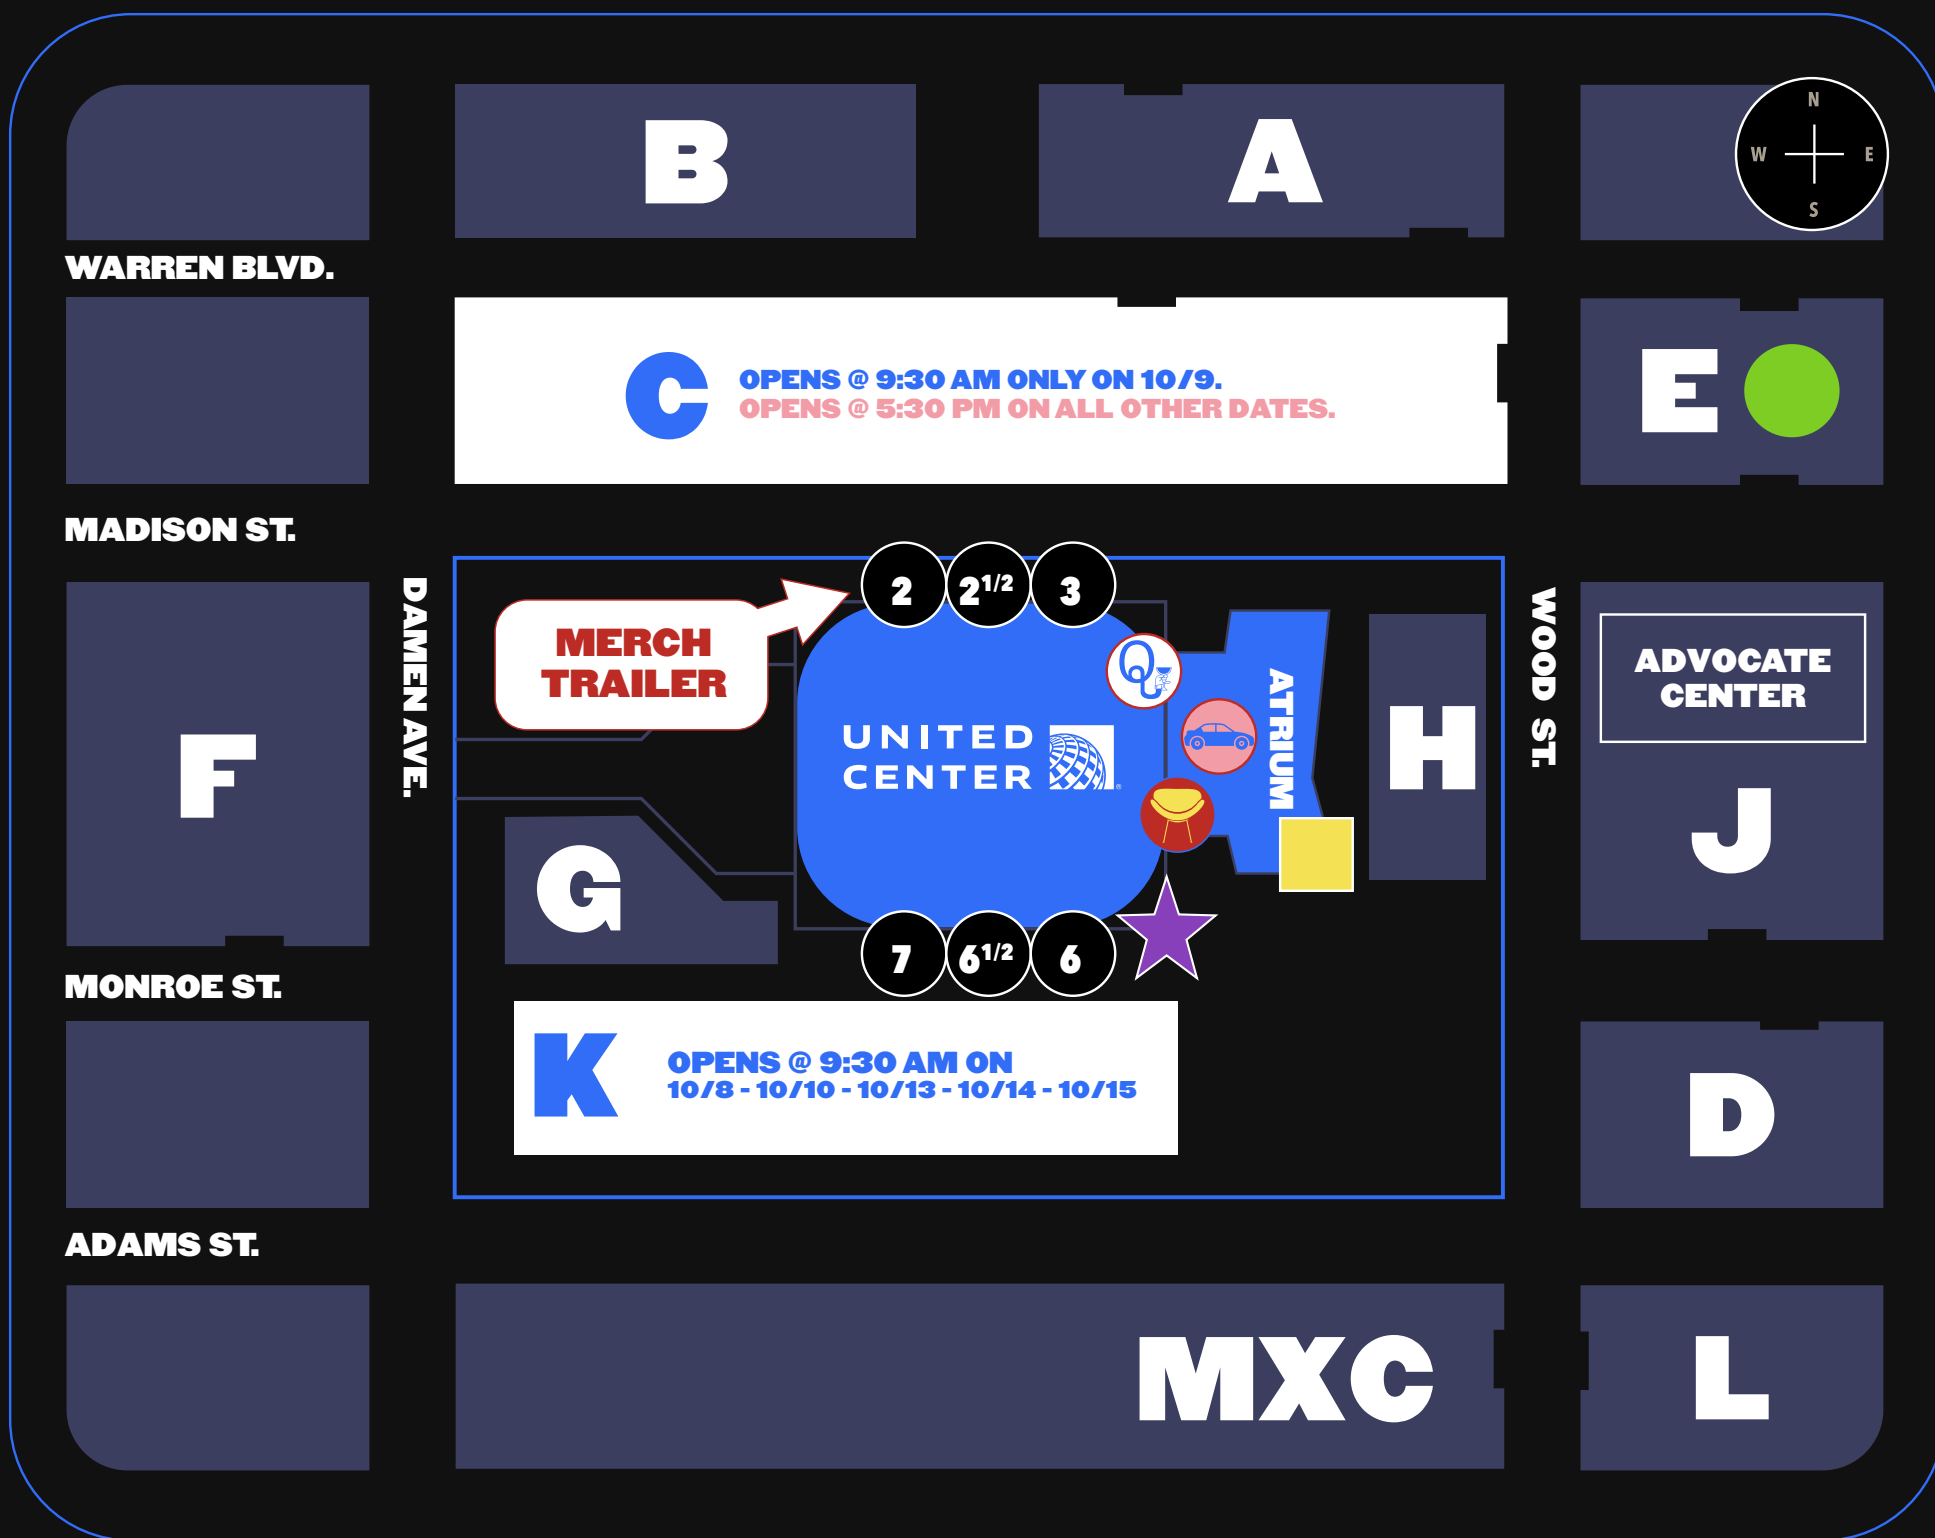 B
A
N
W
E
S
WARREN BLVD.
C
OPENS @ 9:30 AM ONLY ON 10/9.
OPENS @ 5:30 PM ON ALL OTHER DATES.
E
MADISON ST.
2
2 1/2
3
DAMEN AVE.
MERCH
TRAILER
Q
UNITED
CENTER
ATRIUM
H
WOOD ST.
ADVOCATE
CENTER
F
J
G
7
6 1/2
6
MONROE ST.
K
OPENS @ 9:30 AM ON
10/8 - 10/10 - 10/13 - 10/14 - 10/15
D
ADAMS ST.
MXC
L